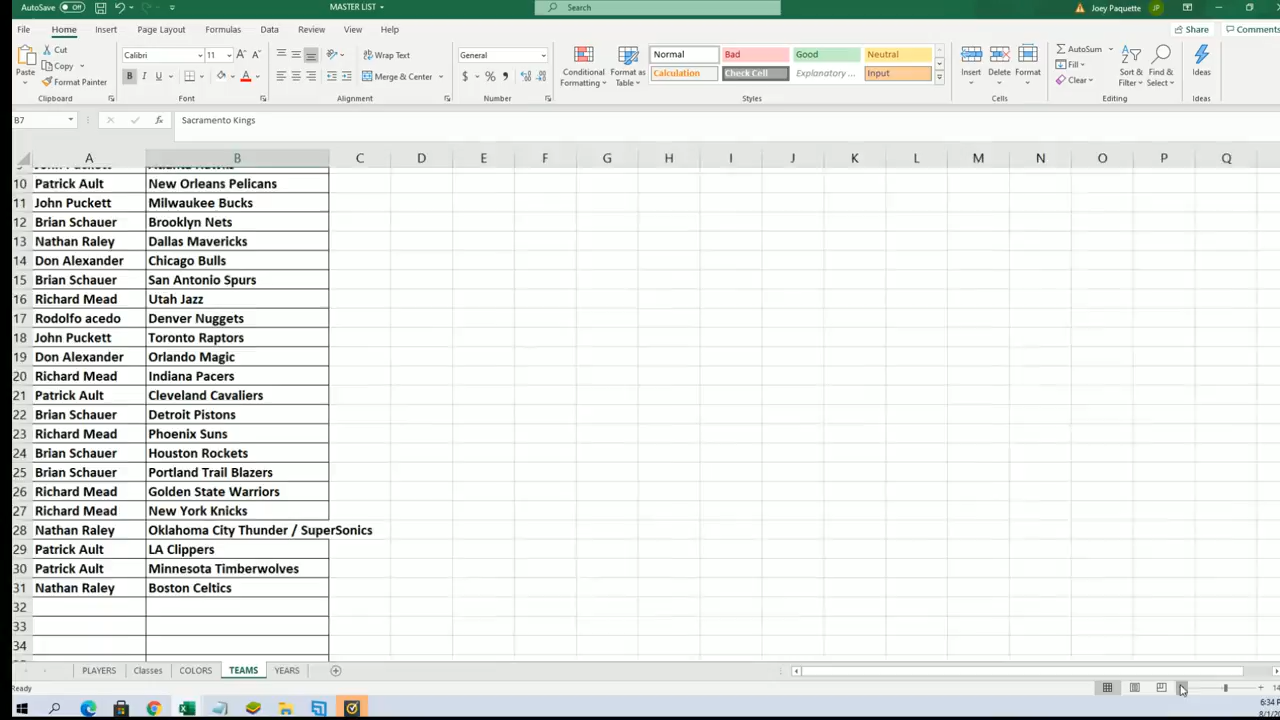 AutoSave Off MASTER LIST Search Joey Paquette JP
File Home Insert Page Layout Formulas Data Review View Help Share Comments
Paste Cut Copy Format Painter Clipboard
Calibri 11 A A B I U A Font
Wrap Text Merge & Center Alignment
General $ % , Number
Conditional Formatting Format as Table
Normal Bad Good Neutral
Calculation Check Cell Explanatory ... Input
Styles
Insert Delete Format Cells
AutoSum Fill Clear Sort & Filter Find & Select Editing
Ideas Ideas
B7 fx Sacramento Kings
A B C D E F G H I J K L M N O P Q
10 Patrick Ault New Orleans Pelicans
11 John Puckett Milwaukee Bucks
12 Brian Schauer Brooklyn Nets
13 Nathan Raley Dallas Mavericks
14 Don Alexander Chicago Bulls
15 Brian Schauer San Antonio Spurs
16 Richard Mead Utah Jazz
17 Rodolfo acedo Denver Nuggets
18 John Puckett Toronto Raptors
19 Don Alexander Orlando Magic
20 Richard Mead Indiana Pacers
21 Patrick Ault Cleveland Cavaliers
22 Brian Schauer Detroit Pistons
23 Richard Mead Phoenix Suns
24 Brian Schauer Houston Rockets
25 Brian Schauer Portland Trail Blazers
26 Richard Mead Golden State Warriors
27 Richard Mead New York Knicks
28 Nathan Raley Oklahoma City Thunder / SuperSonics
29 Patrick Ault LA Clippers
30 Patrick Ault Minnesota Timberwolves
31 Nathan Raley Boston Celtics
32
33
34
PLAYERS Classes COLORS TEAMS YEARS
Ready
6:34